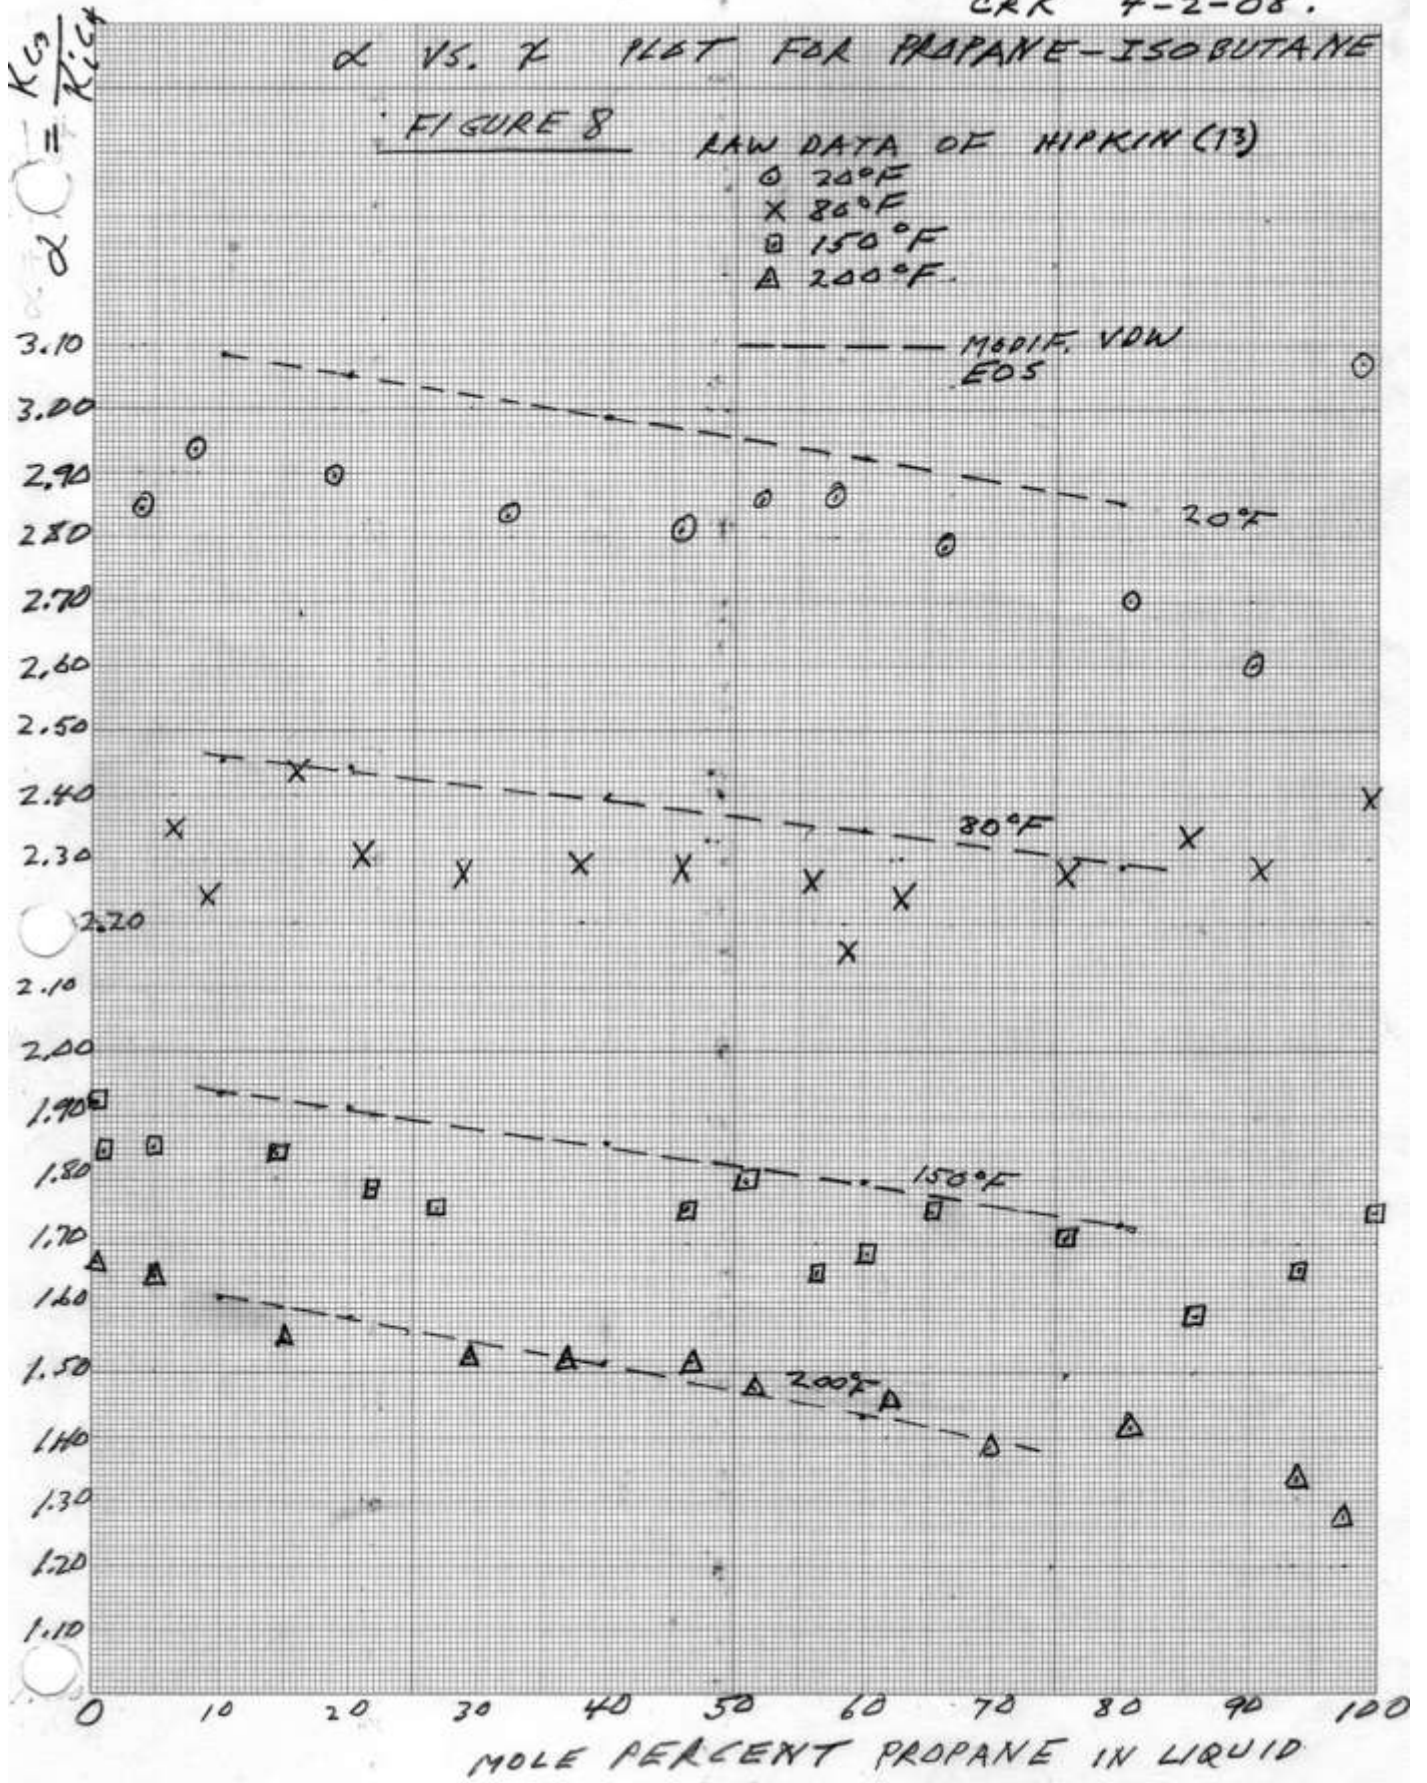 CRK 4-2-08.
α VS. X PLOT FOR PROPANE-ISOBUTANE
FIGURE 8
RAW DATA OF HIPKIN (13)
⊙ 20°F
X 80°F
⊡ 150°F
△ 200°F.
— — — MODIF. VDW
EOS
α = KC3/KiC4
3.10
3.00
2.90
2.80
2.70
2.60
2.50
2.40
2.30
2.20
2.10
2.00
1.90
1.80
1.70
1.60
1.50
1.40
1.30
1.20
1.10
20°F
80°F
150°F
200°F
0 10 20 30 40 50 60 70 80 90 100
MOLE PERCENT PROPANE IN LIQUID